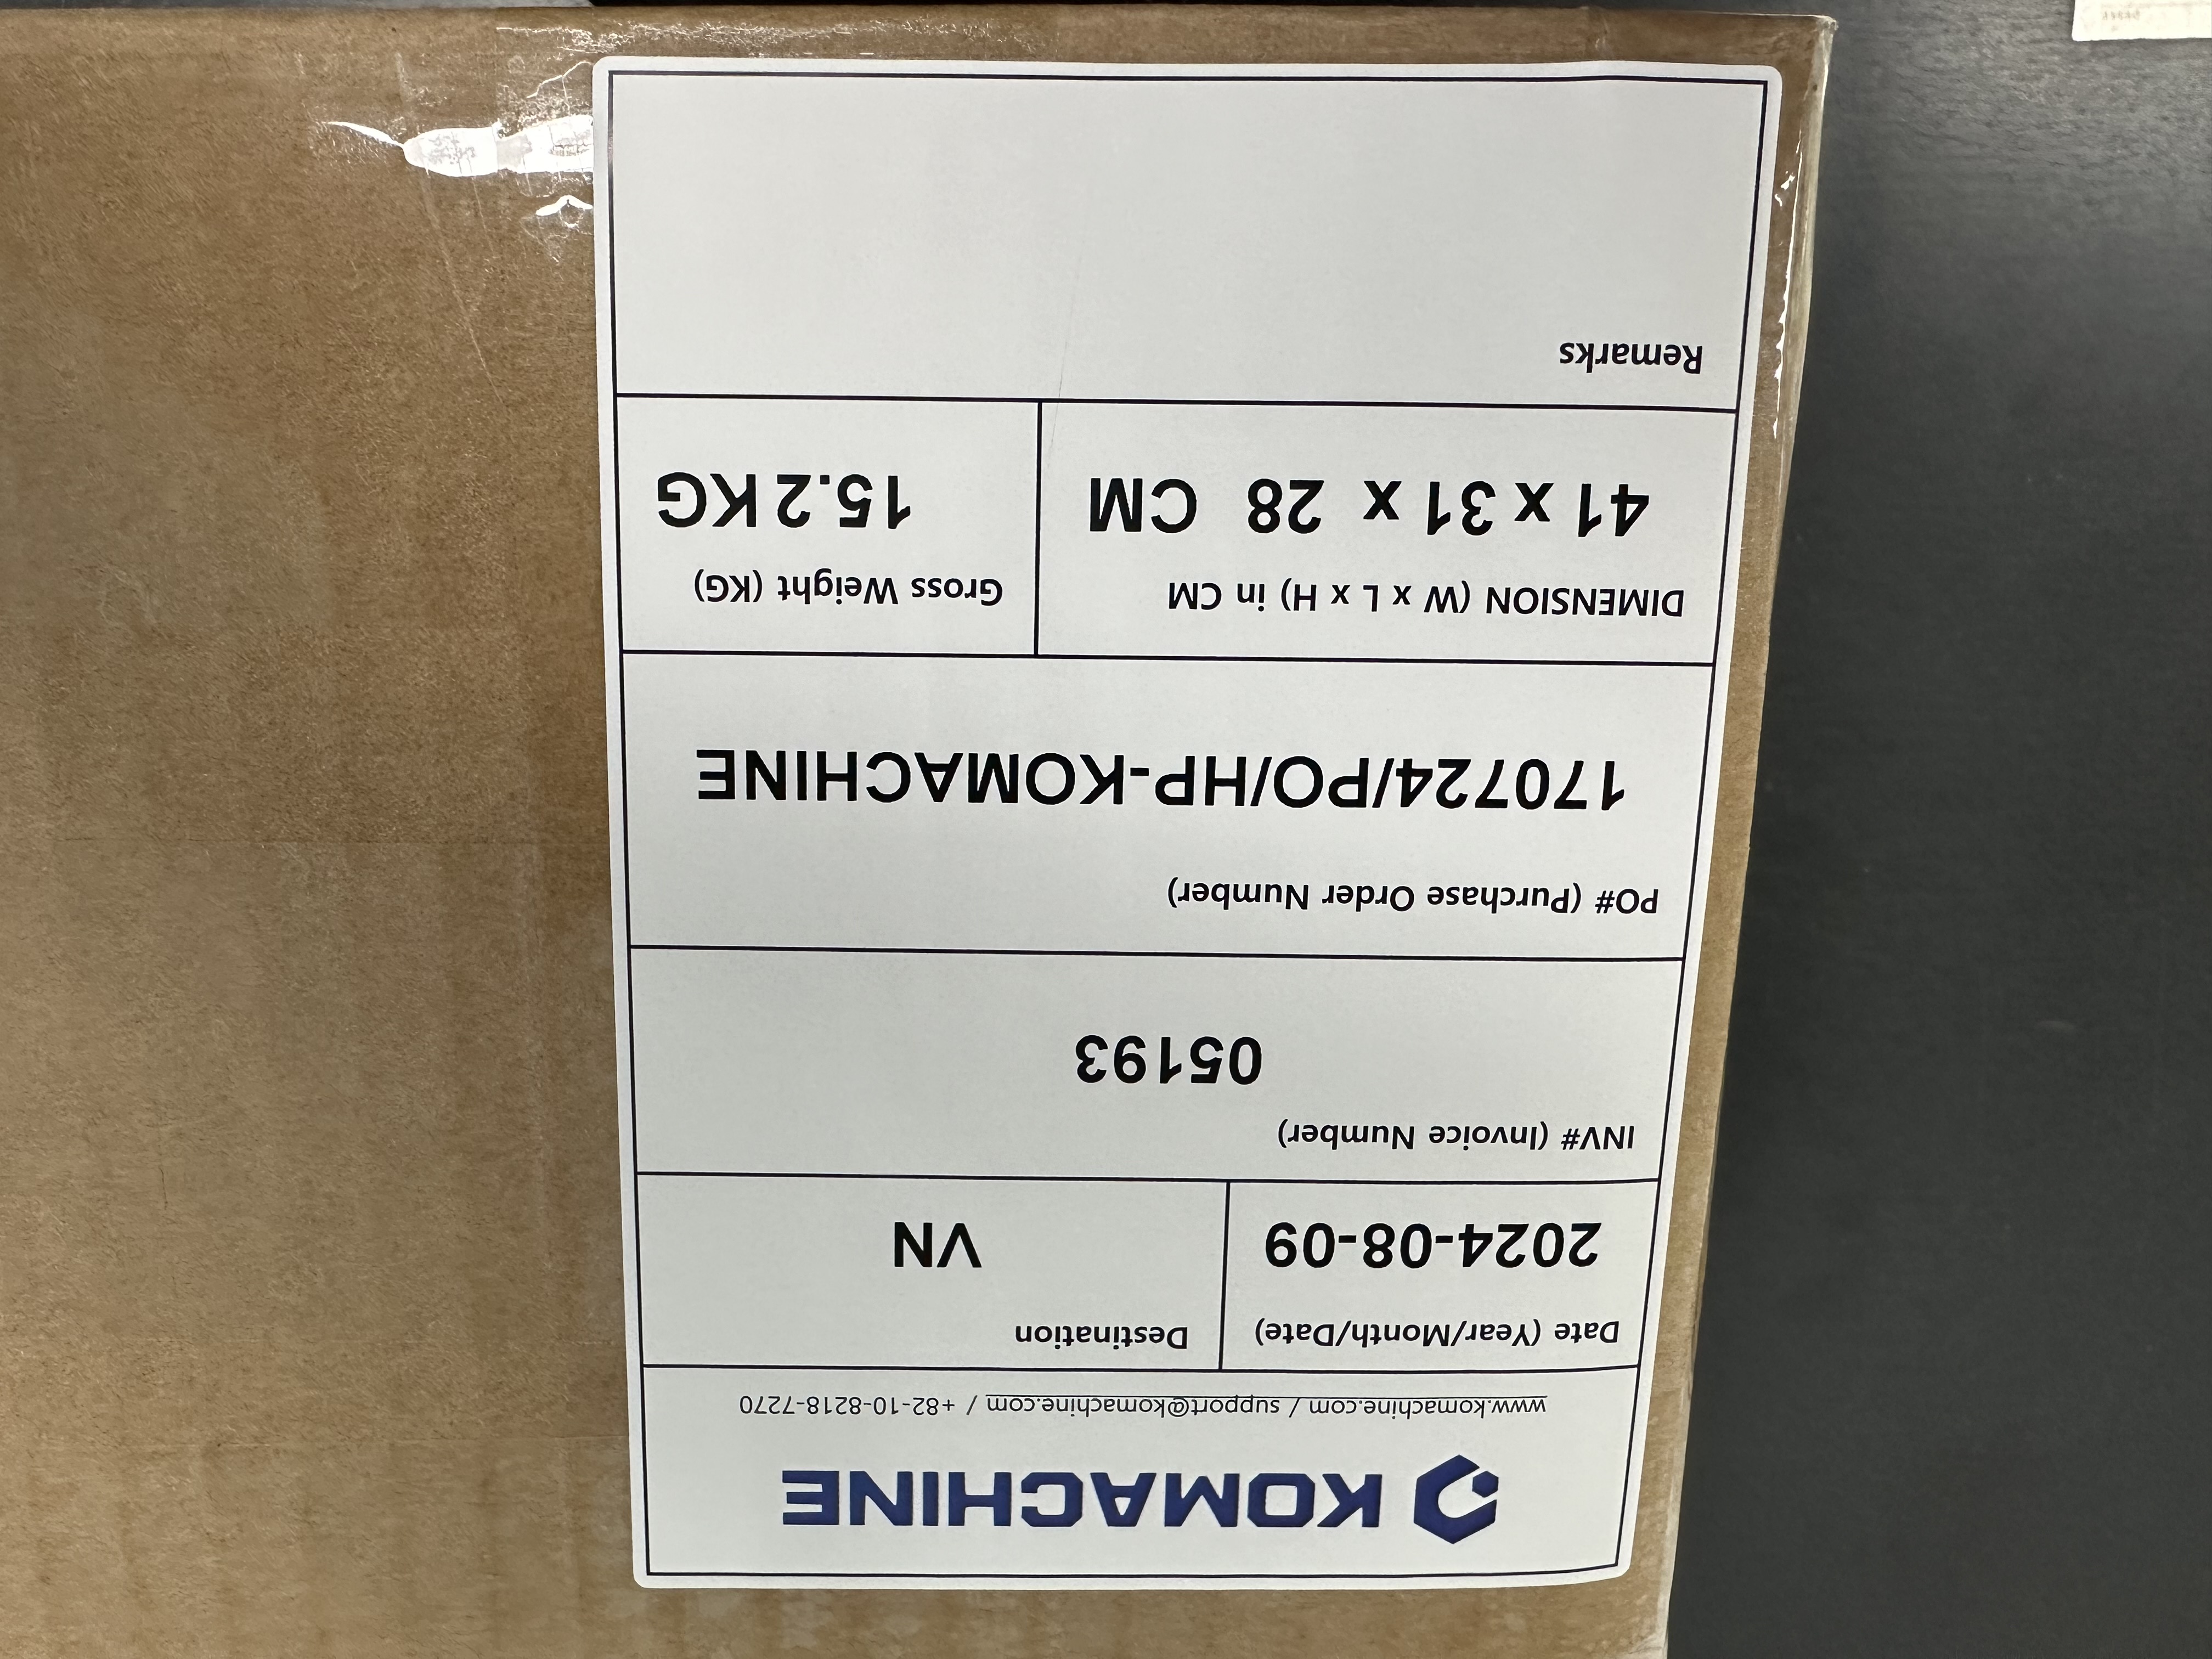 KOMACHINE
www.komachine.com / support@komachine.com / +82-10-8218-7270
Date (Year/Month/Date)
2024-08-09
Destination
VN
INV# (Invoice Number)
05193
PO# (Purchase Order Number)
170724/PO/HP-KOMACHINE
DIMENSION (W x L x H) in CM
41 x 31 x 28 CM
Gross Weight (KG)
15.2 KG
Remarks